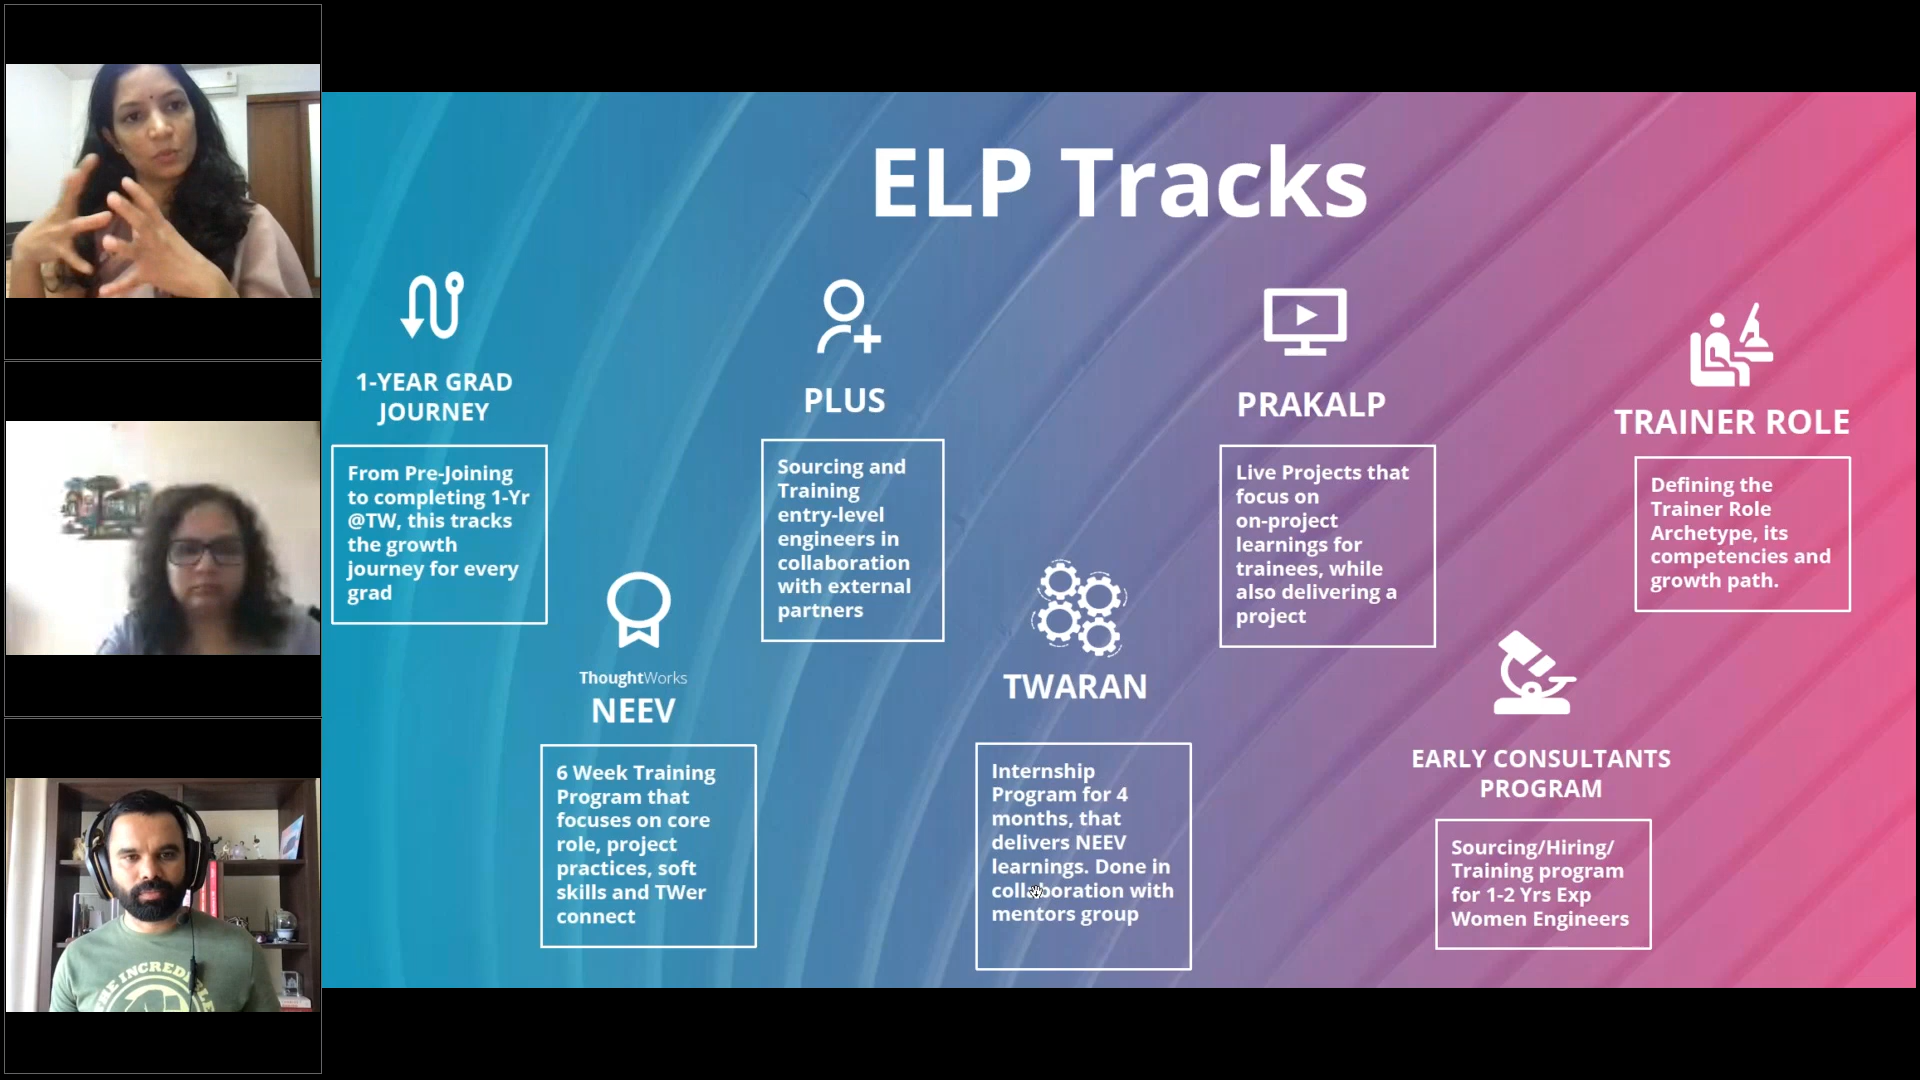 ELP Tracks
1-YEAR GRAD
JOURNEY
From Pre-Joining
to completing 1-Yr
@TW, this tracks
the growth
journey for every
grad
ThoughtWorks
NEEV
6 Week Training
Program that
focuses on core
role, project
practices, soft
skills and TWer
connect
PLUS
Sourcing and
Training
entry-level
engineers in
collaboration
with external
partners
TWARAN
Internship
Program for 4
months, that
delivers NEEV
learnings. Done in
collaboration with
mentors group
PRAKALP
Live Projects that
focus on
on-project
learnings for
trainees, while
also delivering a
project
EARLY CONSULTANTS
PROGRAM
Sourcing/Hiring/
Training program
for 1-2 Yrs Exp
Women Engineers
TRAINER ROLE
Defining the
Trainer Role
Archetype, its
competencies and
growth path.
THE INCREDIBLE